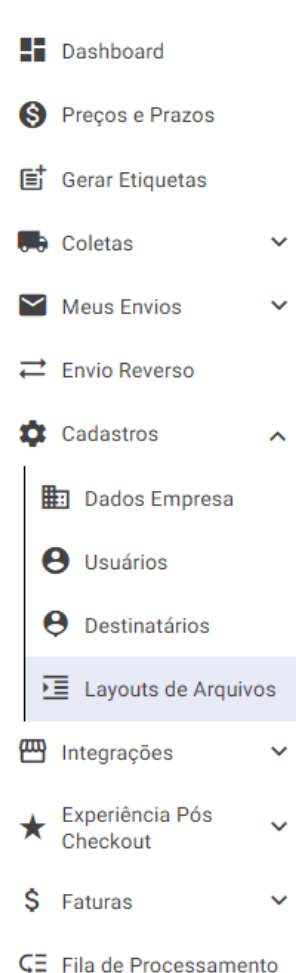 Dashboard
Preços e Prazos
Gerar Etiquetas
Coletas
Meus Envios
Envio Reverso
Cadastros
Dados Empresa
Usuários
Destinatários
Layouts de Arquivos
Integrações
Experiência Pós
Checkout
Faturas
Fila de Processamento